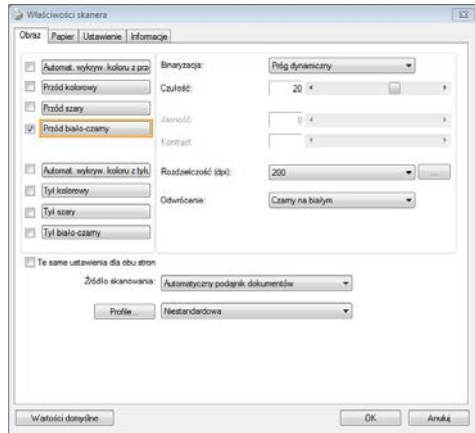 Właściwości skanera
Obraz Papier Ustawienie Informacje
Automat. wykryw. koloru z prze
Przód kolorowy
Przód szary
Przód biało-czarny
Automat. wykryw. koloru z tyłu
Tył kolorowy
Tył szary
Tył biało-czarny
Binaryzacja: Próg dynamiczny
Czułość: 20
Jasność: 0
Kontrast:
Rozdzielczość (dpi): 200 ...
Odwrócenie: Czarny na białym
Te same ustawienia dla obu stron
Źródło skanowania: Automatyczny podajnik dokumentów
Profile... Niestandardowa
Wartości domyślne OK Anuluj